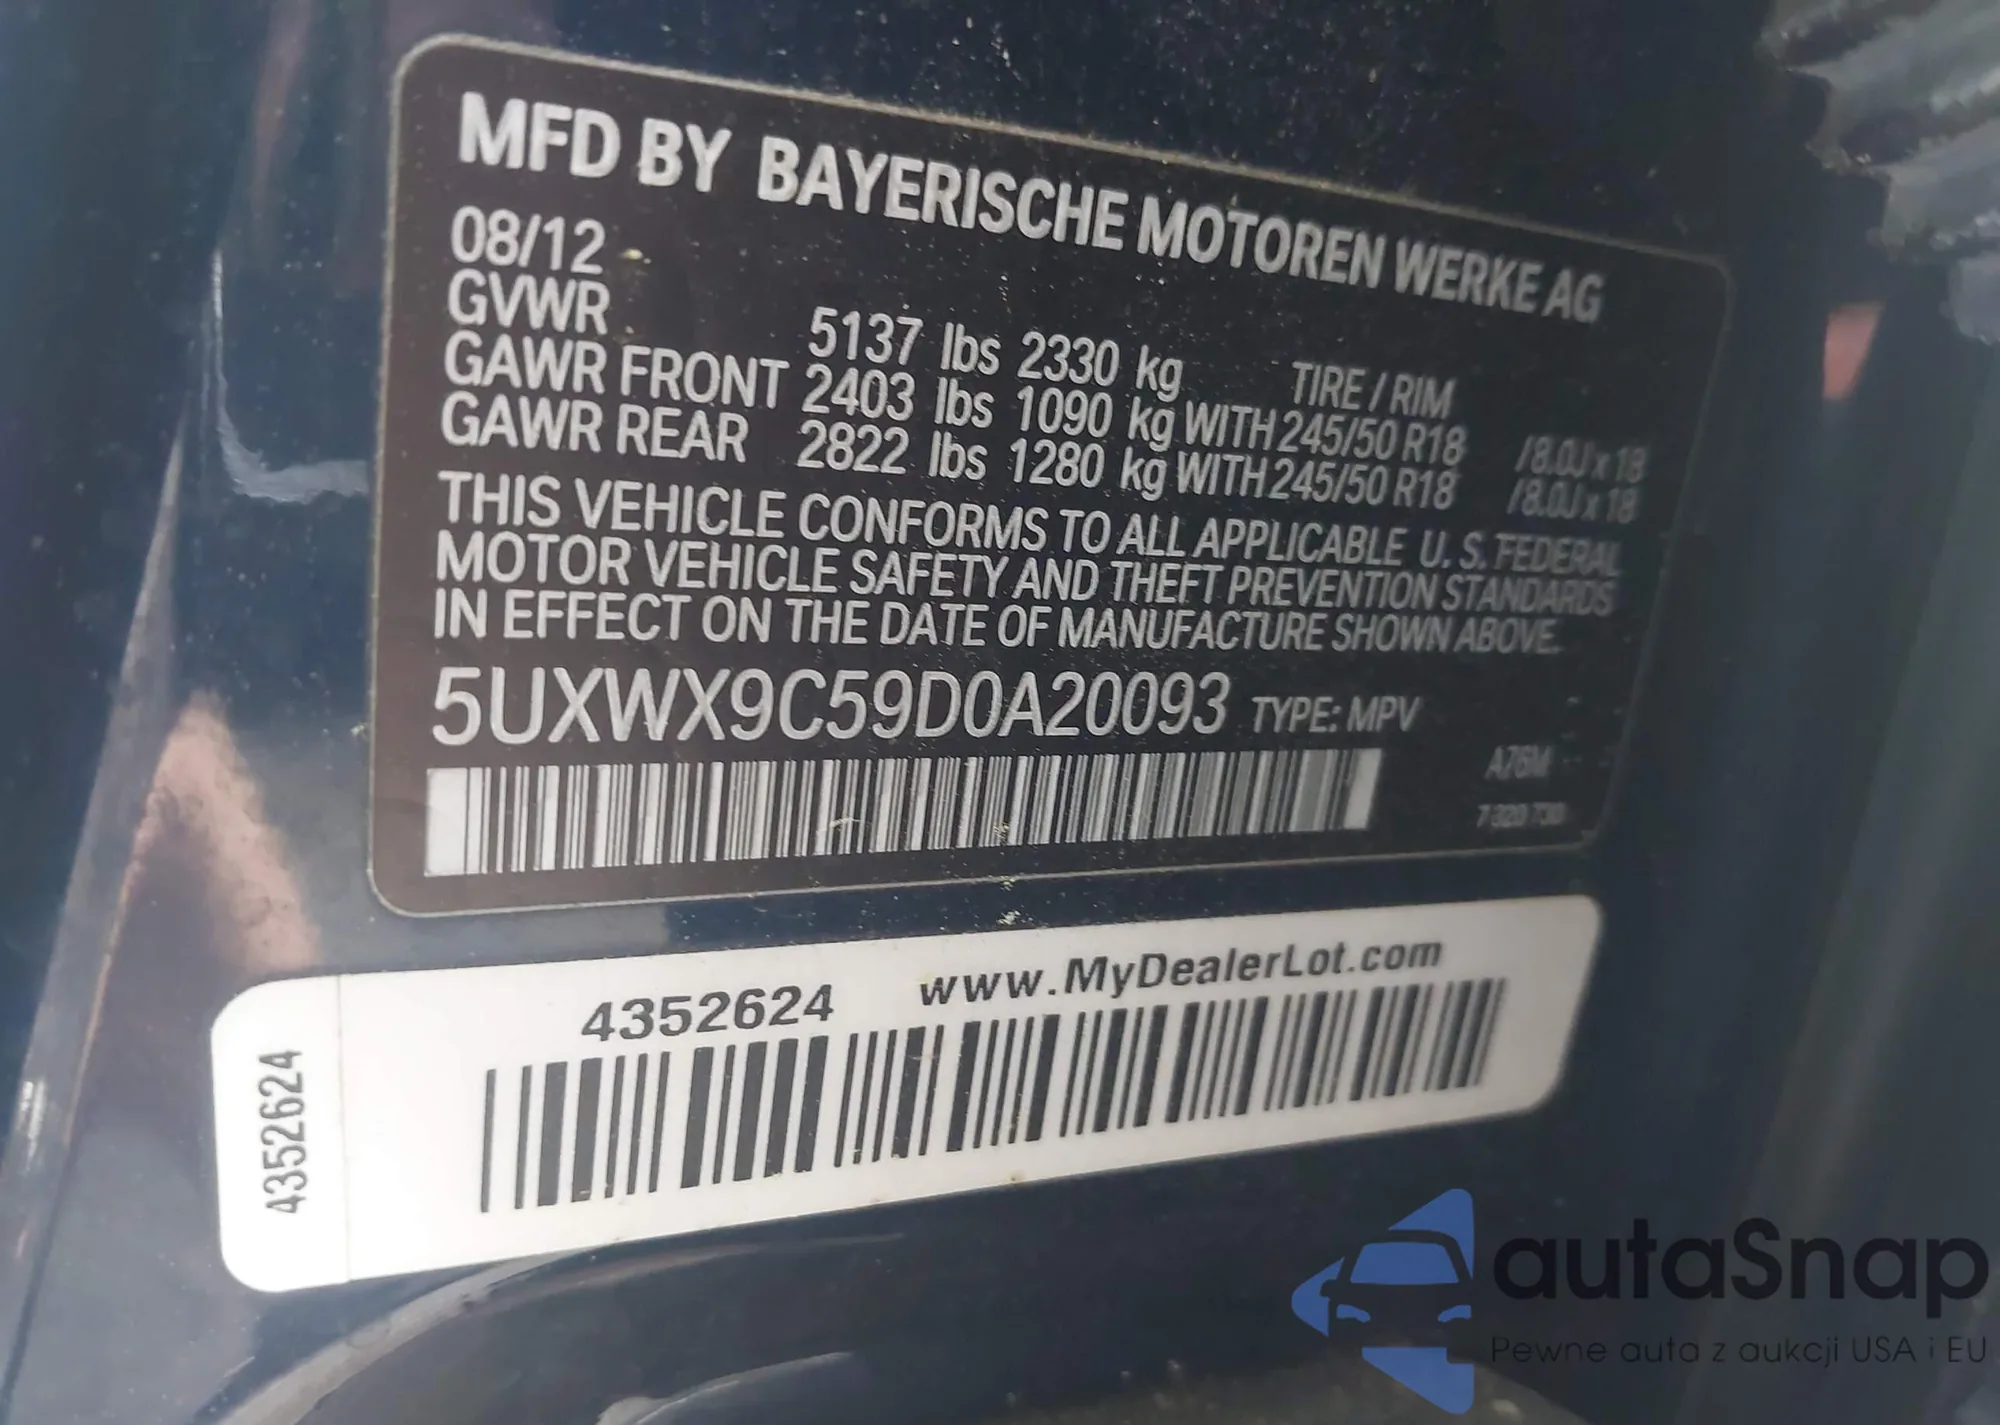 MFD BY BAYERISCHE MOTOREN WERKE AG
08/12
GVWR 5137 lbs 2330 kg TIRE / RIM
GAWR FRONT 2403 lbs 1090 kg WITH 245/50 R18 /8.0J x 18
GAWR REAR 2822 lbs 1280 kg WITH 245/50 R18 /8.0J x 18
THIS VEHICLE CONFORMS TO ALL APPLICABLE U. S. FEDERAL
MOTOR VEHICLE SAFETY AND THEFT PREVENTION STANDARDS
IN EFFECT ON THE DATE OF MANUFACTURE SHOWN ABOVE.
5UXWX9C59D0A20093 TYPE: MPV
A76M
7 320 730
4352624 www.MyDealerLot.com
4352624
autaSnap
Pewne auta z aukcji USA i EU